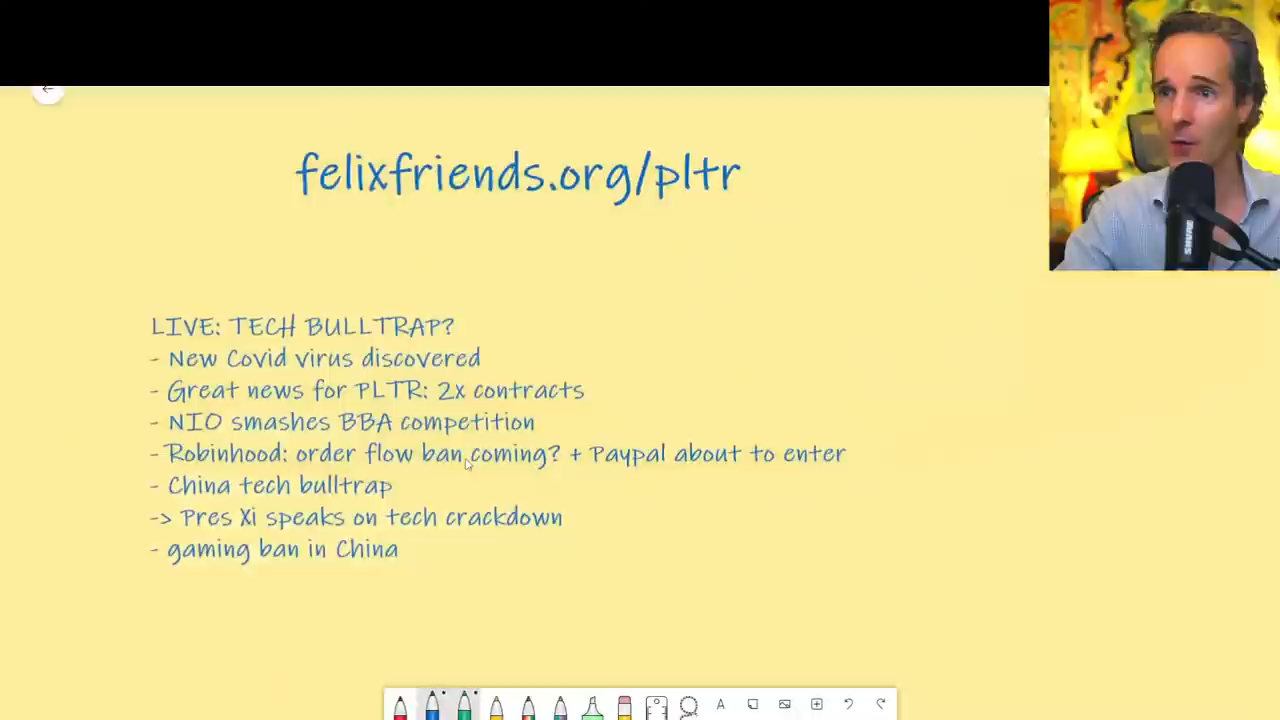 felixfriends.org/pltr
LIVE: TECH BULLTRAP?
- New Covid virus discovered
- Great news for PLTR: 2x contracts
- NIO smashes BBA competition
- Robinhood: order flow ban coming? + Paypal about to enter
- China tech bulltrap
-> Pres Xi speaks on tech crackdown
- gaming ban in China
SHURE
A